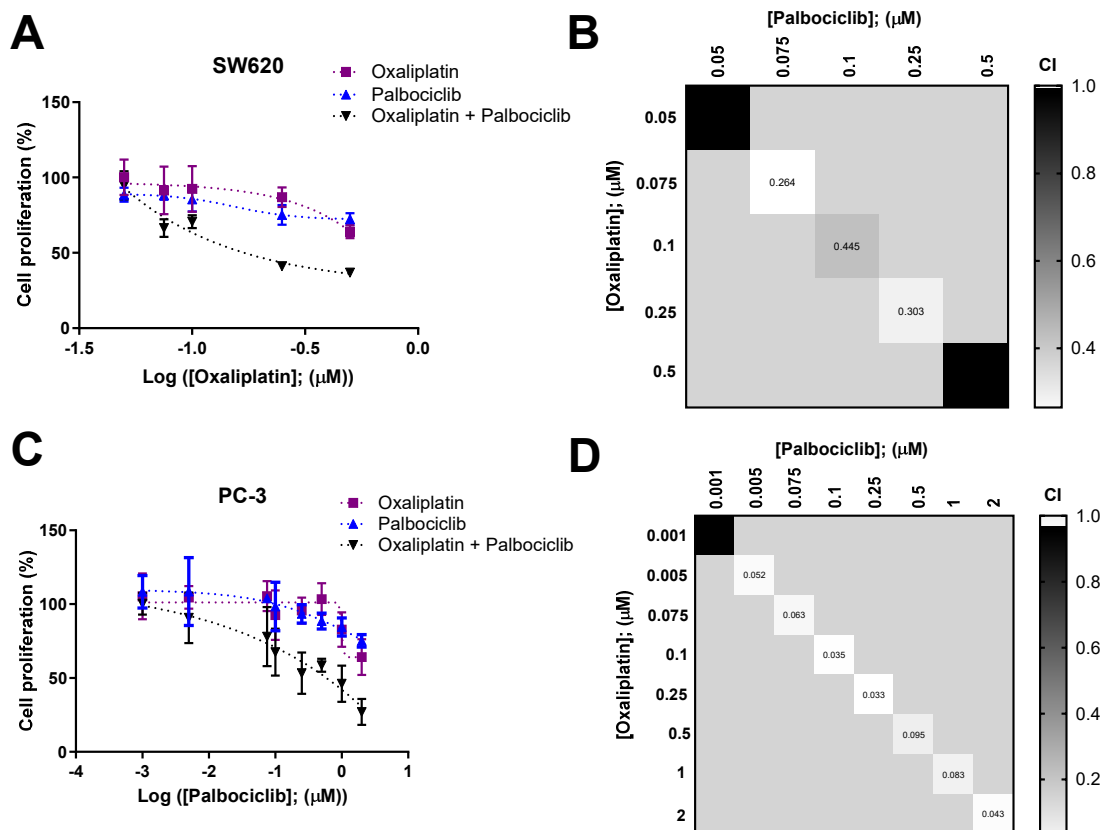 A
SW620
Oxaliplatin
Palbociclib
Oxaliplatin + Palbociclib
Cell proliferation (%)
150
100
50
0
-1.5 -1.0 -0.5 0.0
Log ([Oxaliplatin]; (µM))
B
[Palbociclib]; (µM)
0.05 0.075 0.1 0.25 0.5
[Oxaliplatin]; (µM)
0.05
0.075
0.1
0.25
0.5
0.264
0.445
0.303
CI
1.0
0.8
0.6
0.4
C
PC-3
Oxaliplatin
Palbociclib
Oxaliplatin + Palbociclib
Cell proliferation (%)
150
100
50
0
-4 -3 -2 -1 0 1
Log ([Palbociclib]; (µM))
D
[Palbociclib]; (µM)
0.001 0.005 0.075 0.1 0.25 0.5 1 2
[Oxaliplatin]; (µM)
0.001
0.005
0.075
0.1
0.25
0.5
1
2
0.052
0.063
0.035
0.033
0.095
0.083
0.043
CI
1.0
0.8
0.6
0.4
0.2